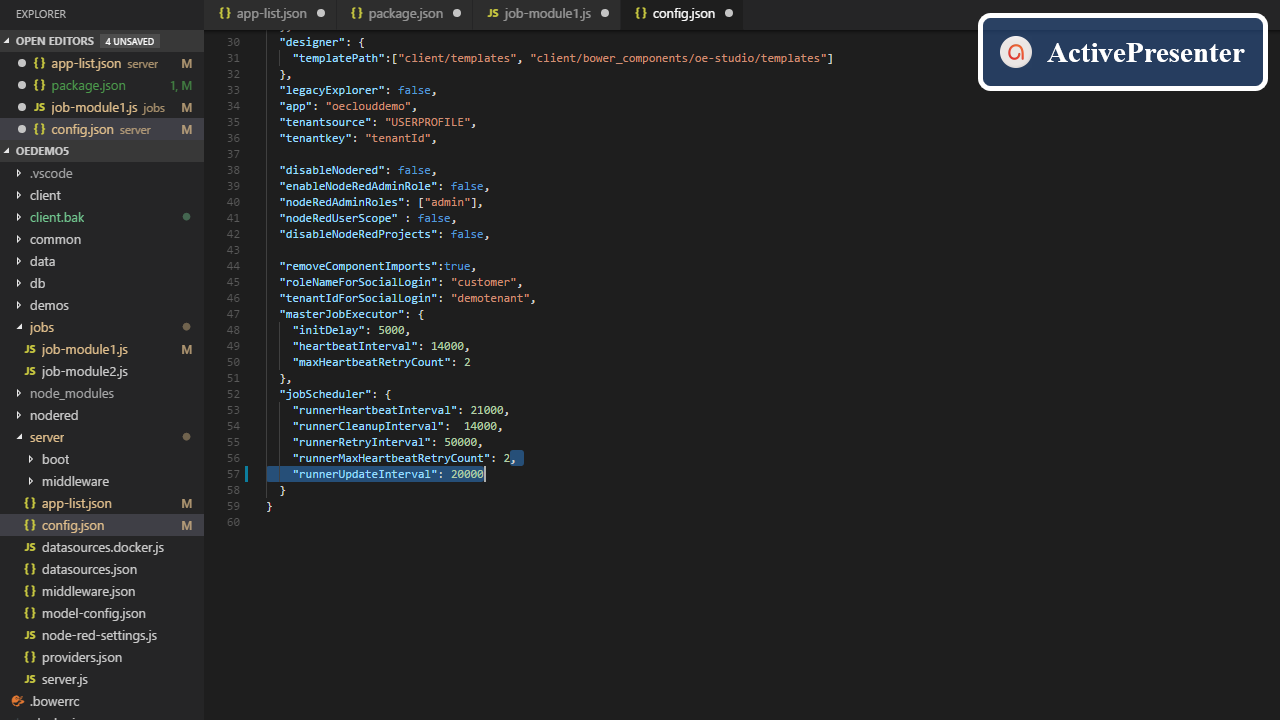 EXPLORER
OPEN EDITORS 4 UNSAVED
{} app-list.json server M
{} package.json 1, M
JS job-module1.js jobs M
{} config.json server M
OEDEMO5
.vscode
client
client.bak
common
data
db
demos
jobs
JS job-module1.js M
JS job-module2.js
node_modules
nodered
server
boot
middleware
{} app-list.json M
{} config.json M
JS datasources.docker.js
{} datasources.json
{} middleware.json
{} model-config.json
JS node-red-settings.js
{} providers.json
JS server.js
.bowerrc
{} app-list.json
{} package.json
JS job-module1.js
{} config.json
30 "designer": {
31 "templatePath":["client/templates", "client/bower_components/oe-studio/templates"]
32 },
33 "legacyExplorer": false,
34 "app": "oeclouddemo",
35 "tenantsource": "USERPROFILE",
36 "tenantkey": "tenantId",
37
38 "disableNodered": false,
39 "enableNodeRedAdminRole": false,
40 "nodeRedAdminRoles": ["admin"],
41 "nodeRedUserScope" : false,
42 "disableNodeRedProjects": false,
43
44 "removeComponentImports":true,
45 "roleNameForSocialLogin": "customer",
46 "tenantIdForSocialLogin": "demotenant",
47 "masterJobExecutor": {
48 "initDelay": 5000,
49 "heartbeatInterval": 14000,
50 "maxHeartbeatRetryCount": 2
51 },
52 "jobScheduler": {
53 "runnerHeartbeatInterval": 21000,
54 "runnerCleanupInterval":  14000,
55 "runnerRetryInterval": 50000,
56 "runnerMaxHeartbeatRetryCount": 2,
57 "runnerUpdateInterval": 20000
58 }
59 }
60
ActivePresenter